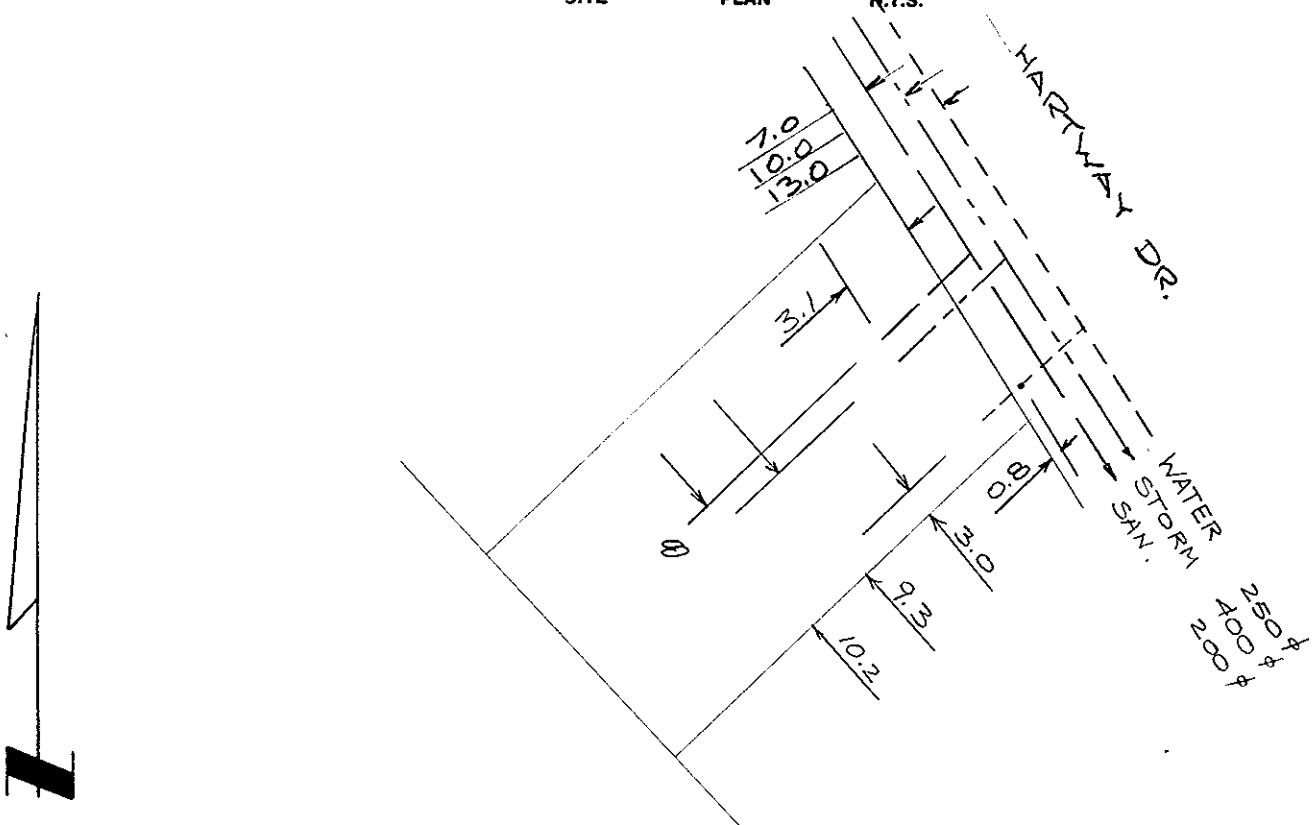 SITE PLAN N.T.S.
HARTWAY DR.
7.0
10.0
13.0
3.1
0.8
3.0
9.3
10.2
8
WATER 250 ϕ
STORM 400 ϕ
SAN. 200 ϕ